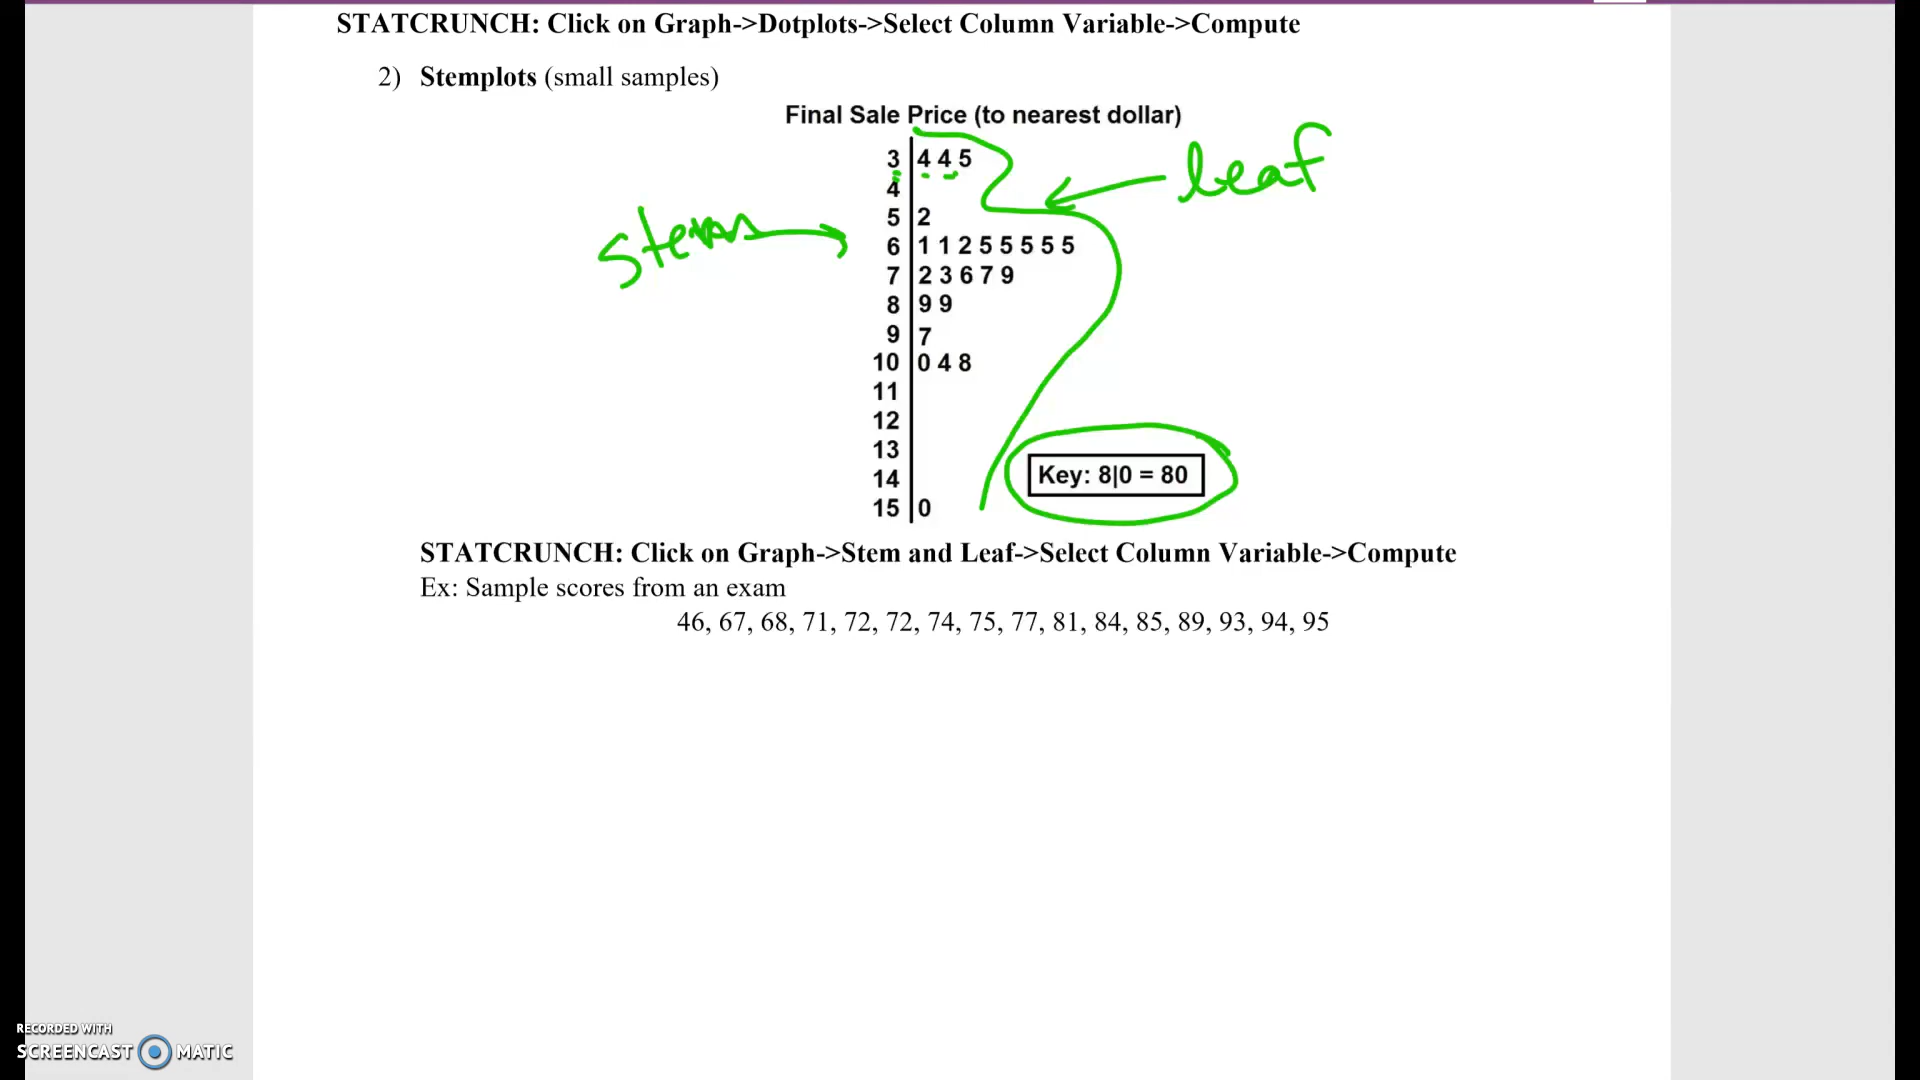 STATCRUNCH: Click on Graph->Dotplots->Select Column Variable->Compute
2) Stemplots (small samples)
Final Sale Price (to nearest dollar)
leaf
stems
3 | 4 4 5
4 |
5 | 2
6 | 1 1 2 5 5 5 5 5
7 | 2 3 6 7 9
8 | 9 9
9 | 7
10 | 0 4 8
11 |
12 |
13 |
14 |
15 | 0
Key: 8|0 = 80
STATCRUNCH: Click on Graph->Stem and Leaf->Select Column Variable->Compute
Ex: Sample scores from an exam
46, 67, 68, 71, 72, 72, 74, 75, 77, 81, 84, 85, 89, 93, 94, 95
RECORDED WITH
SCREENCAST MATIC